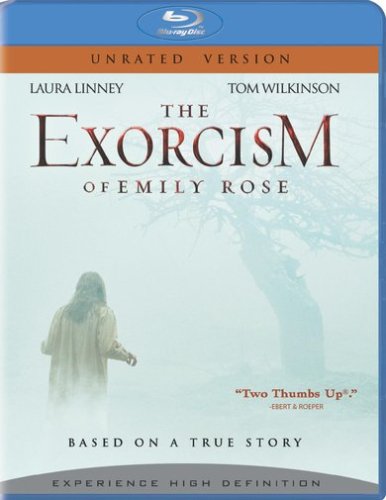 Blu-ray Disc
UNRATED VERSION
LAURA LINNEY TOM WILKINSON
THE
EXORCISM
OF EMILY ROSE
"Two Thumbs Up®."
-EBERT & ROEPER
BASED ON A TRUE STORY
EXPERIENCE HIGH DEFINITION